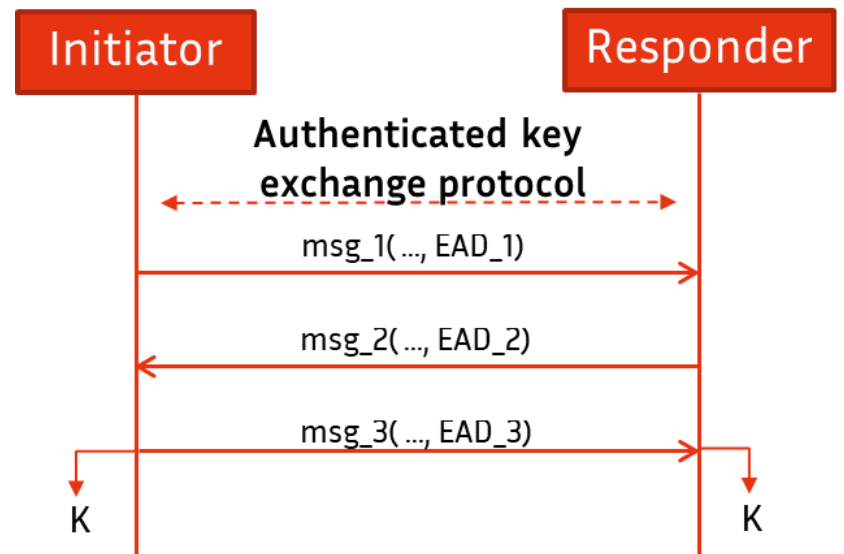 Initiator
Responder
Authenticated key
exchange protocol
msg_1( ..., EAD_1)
msg_2( ..., EAD_2)
msg_3( ..., EAD_3)
K
K